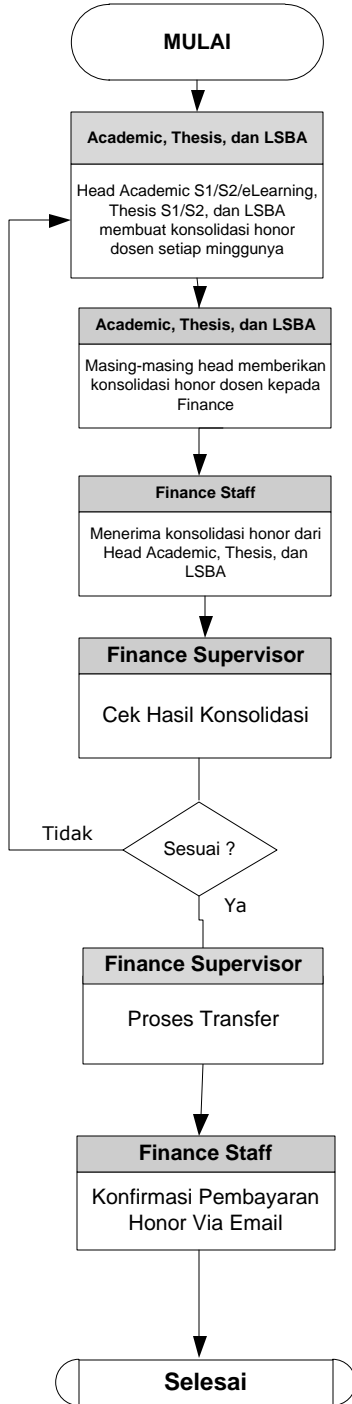 MULAI
Academic, Thesis, dan LSBA
Head Academic S1/S2/eLearning,
Thesis S1/S2, dan LSBA
membuat konsolidasi honor
dosen setiap minggunya
Academic, Thesis, dan LSBA
Masing-masing head memberikan
konsolidasi honor dosen kepada
Finance
Finance Staff
Menerima konsolidasi honor dari
Head Academic, Thesis, dan
LSBA
Finance Supervisor
Cek Hasil Konsolidasi
Tidak
Sesuai ?
Ya
Finance Supervisor
Proses Transfer
Finance Staff
Konfirmasi Pembayaran
Honor Via Email
Selesai